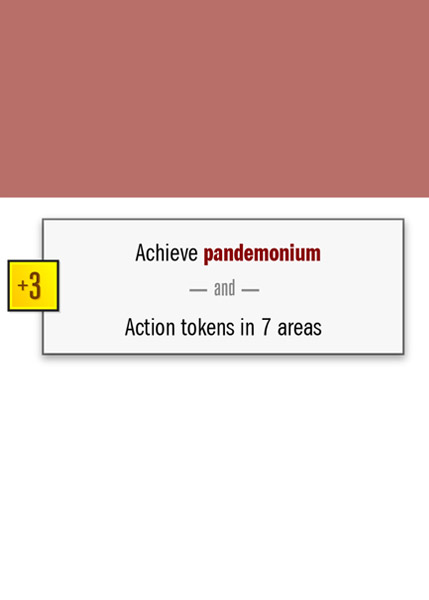 Achieve pandemonium
— and —
+3
Action tokens in 7 areas